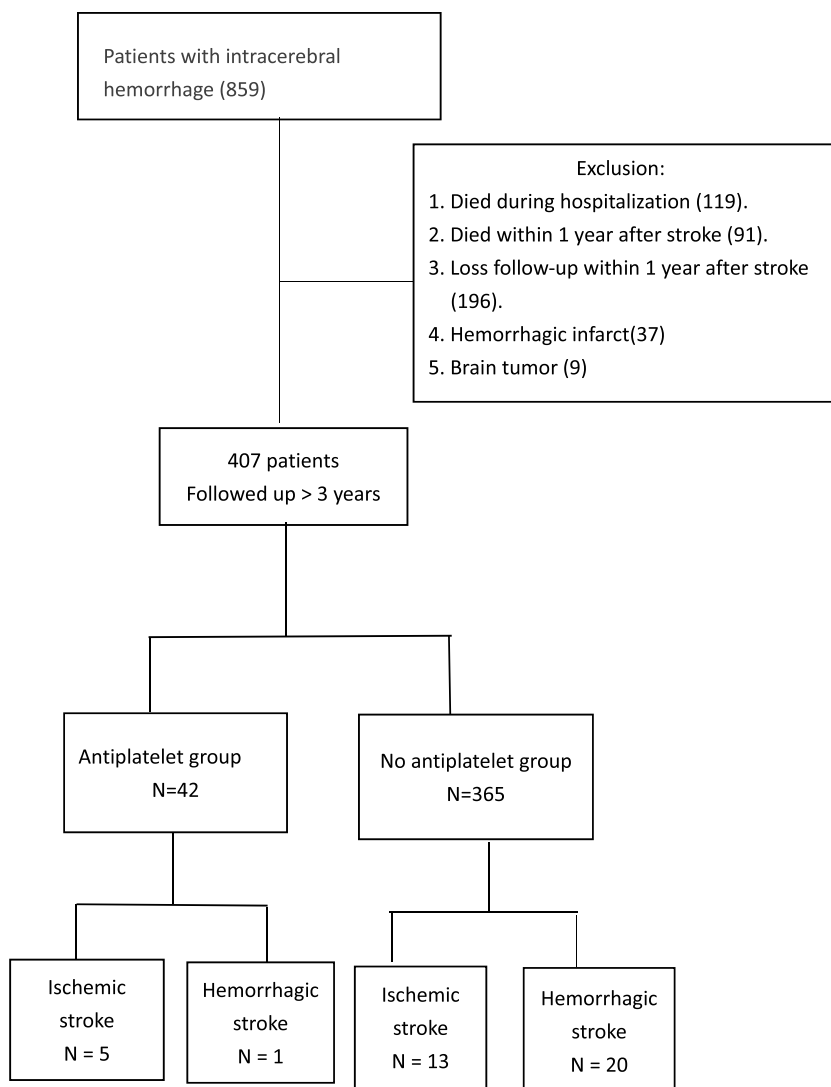 Patients with intracerebral
hemorrhage (859)
Exclusion:
1. Died during hospitalization (119).
2. Died within 1 year after stroke (91).
3. Loss follow-up within 1 year after stroke
(196).
4. Hemorrhagic infarct(37)
5. Brain tumor (9)
407 patients
Followed up > 3 years
Antiplatelet group
N=42
No antiplatelet group
N=365
Ischemic
stroke
N = 5
Hemorrhagic
stroke
N = 1
Ischemic
stroke
N = 13
Hemorrhagic
stroke
N = 20